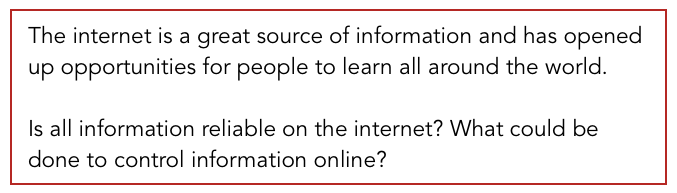 The internet is a great source of information and has opened
up opportunities for people to learn all around the world.
Is all information reliable on the internet? What could be
done to control information online?